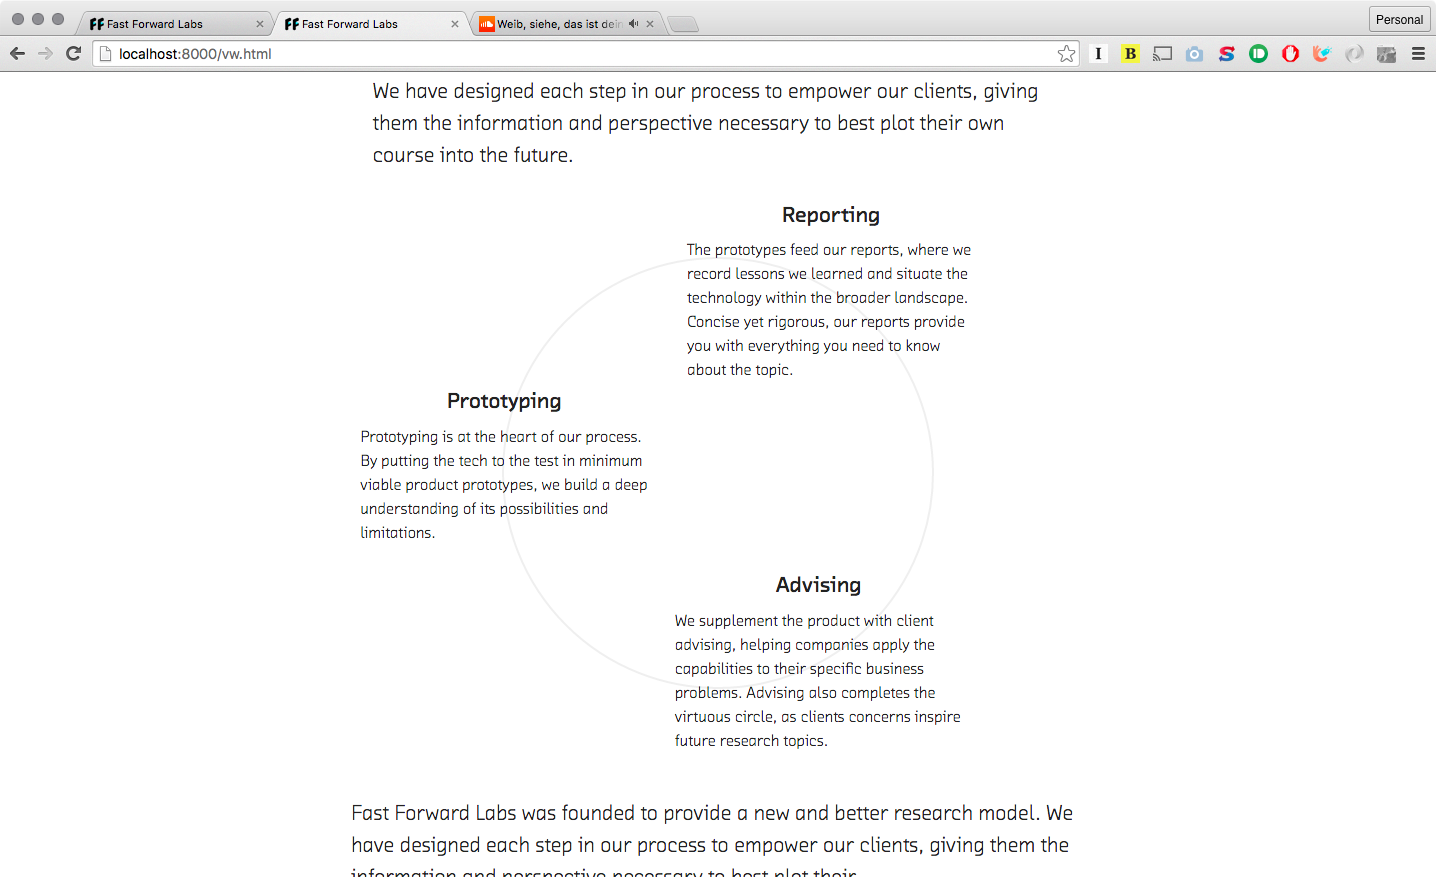 Fast Forward Labs
Fast Forward Labs
Weib, siehe, das ist dein
Personal
localhost:8000/vw.html
I
B
We have designed each step in our process to empower our clients, giving
them the information and perspective necessary to best plot their own
course into the future.
Reporting
The prototypes feed our reports, where we
record lessons we learned and situate the
technology within the broader landscape.
Concise yet rigorous, our reports provide
you with everything you need to know
about the topic.
Prototyping
Prototyping is at the heart of our process.
By putting the tech to the test in minimum
viable product prototypes, we build a deep
understanding of its possibilities and
limitations.
Advising
We supplement the product with client
advising, helping companies apply the
capabilities to their specific business
problems. Advising also completes the
virtuous circle, as clients concerns inspire
future research topics.
Fast Forward Labs was founded to provide a new and better research model. We
have designed each step in our process to empower our clients, giving them the
information and perspective necessary to best plot their